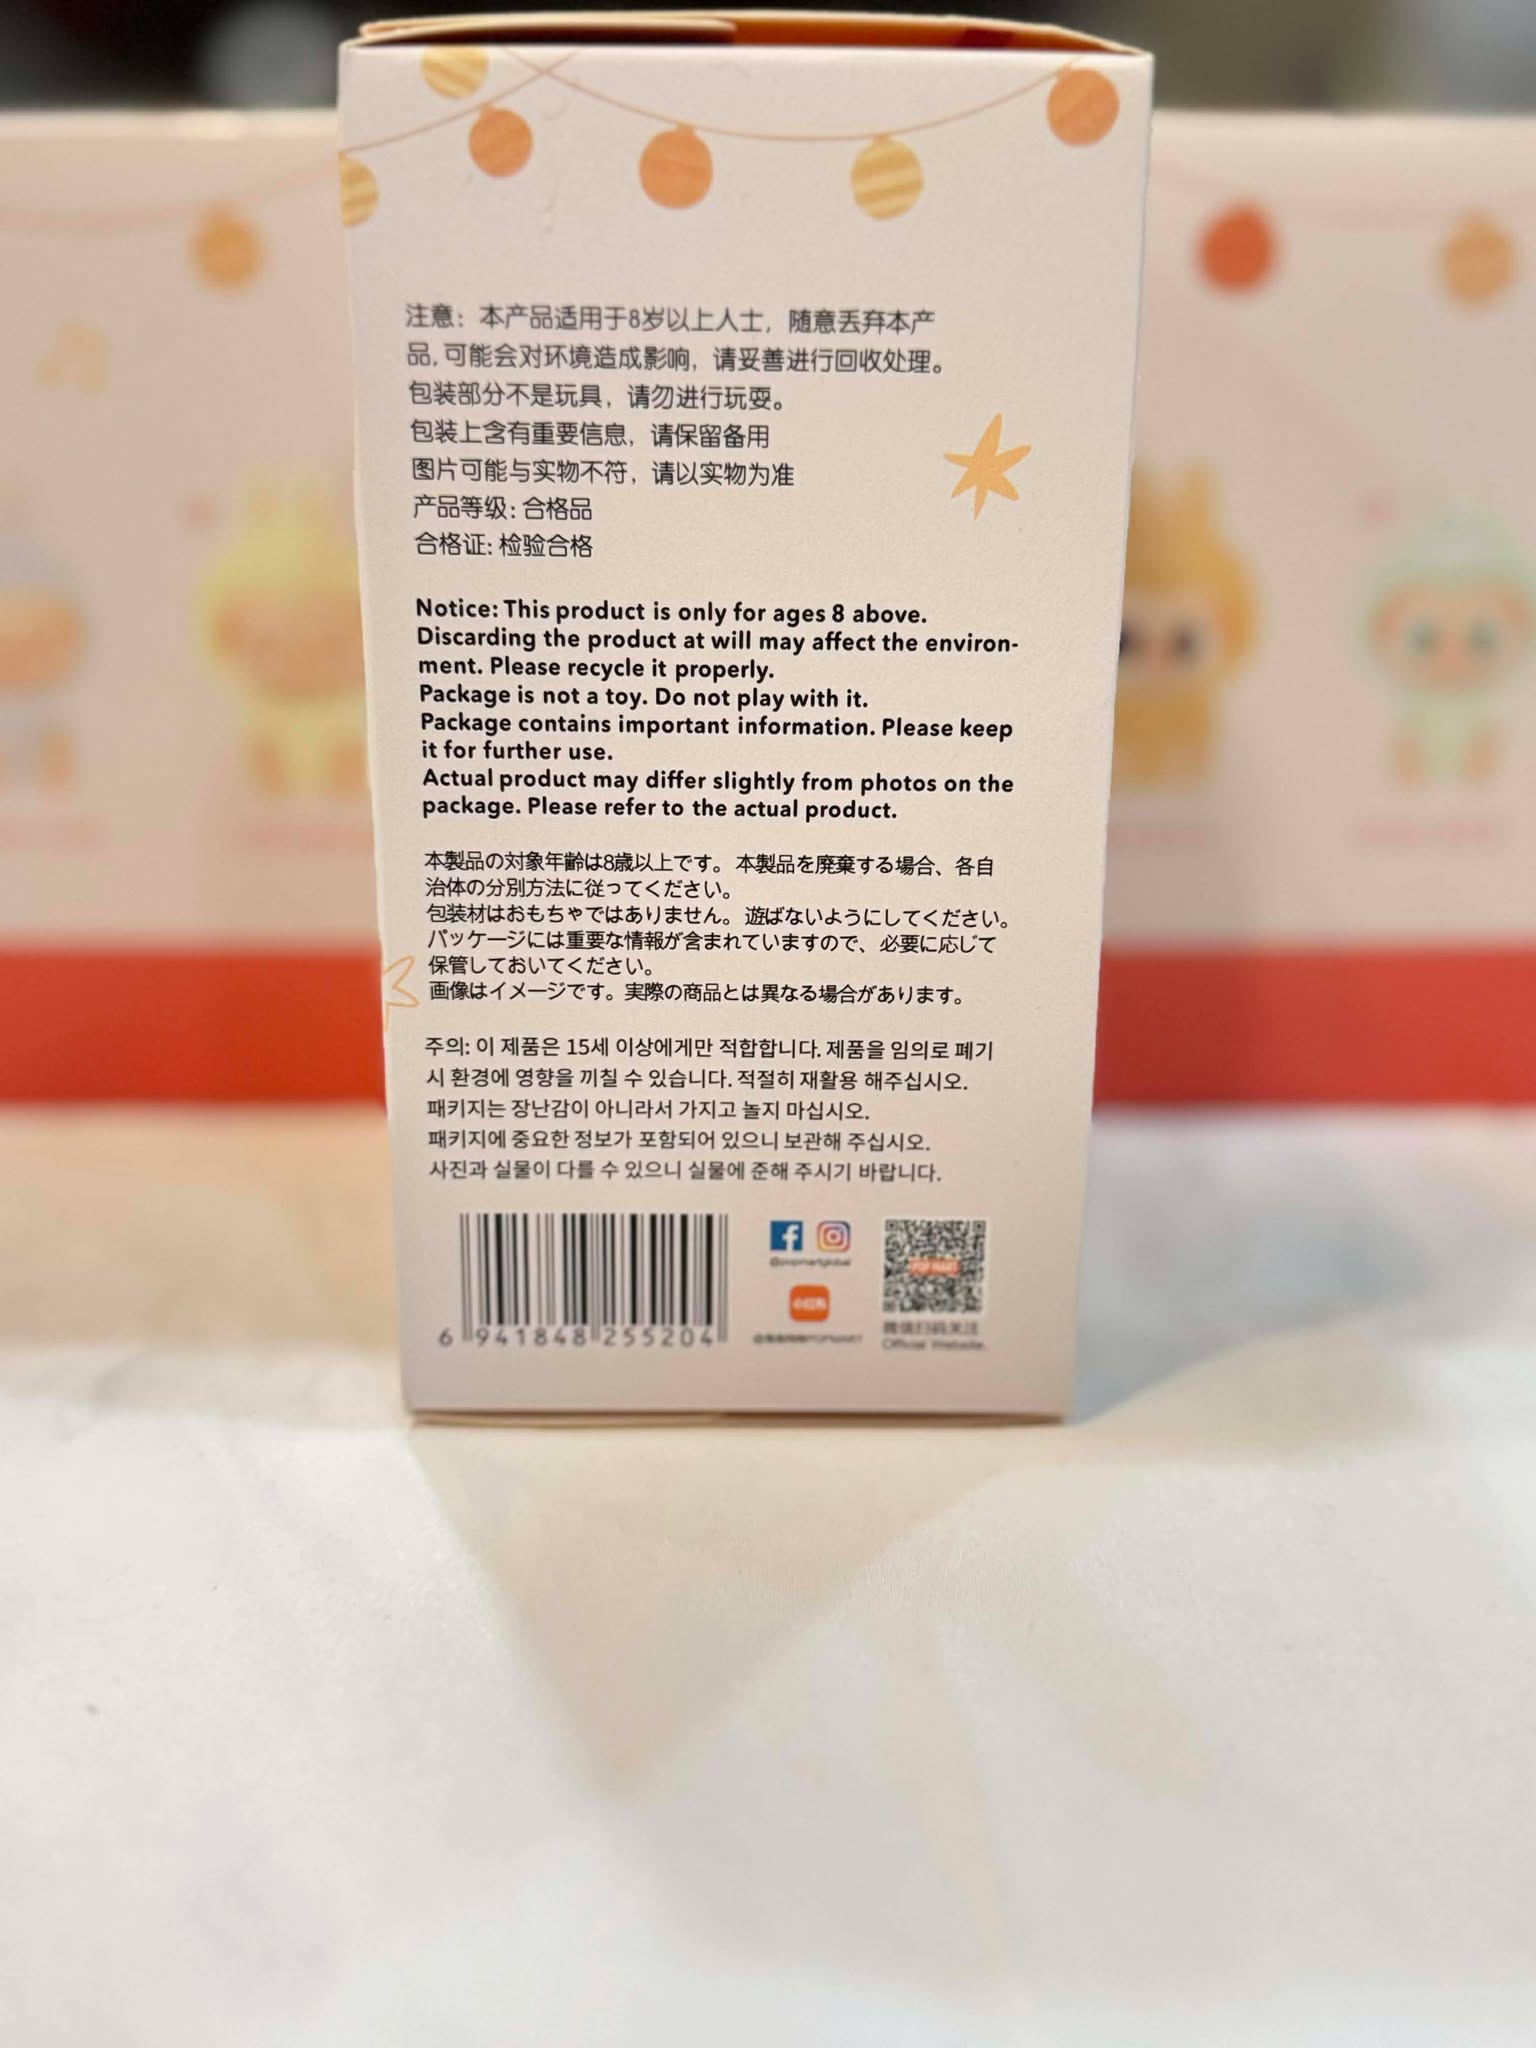 注意：本产品适用于8岁以上人士，随意丢弃本产
品,可能会对环境造成影响，请妥善进行回收处理。
包装部分不是玩具，请勿进行玩耍。
包装上含有重要信息，请保留备用
图片可能与实物不符，请以实物为准
产品等级：合格品
合格证：检验合格
Notice: This product is only for ages 8 above.
Discarding the product at will may affect the environ-
ment. Please recycle it properly.
Package is not a toy. Do not play with it.
Package contains important information. Please keep
it for further use.
Actual product may differ slightly from photos on the
package. Please refer to the actual product.
本製品の対象年齢は8歳以上です。本製品を廃棄する場合、各自
治体の分別方法に従ってください。
包装材はおもちゃではありません。遊ばないようにしてください。
パッケージには重要な情報が含まれていますので、必要に応じて
保管しておいてください。
画像はイメージです。実際の商品とは異なる場合があります。
주의: 이 제품은 15세 이상에게만 적합합니다. 제품을 임의로 폐기
시 환경에 영향을 끼칠 수 있습니다. 적절히 재활용 해주십시오.
패키지는 장난감이 아니라서 가지고 놀지 마십시오.
패키지에 중요한 정보가 포함되어 있으니 보관해 주십시오.
사진과 실물이 다를 수 있으니 실물에 준해 주시기 바랍니다.
6 941848 255204
@popmartglobal
小红书
POP MART
微信扫码关注
Official Website.